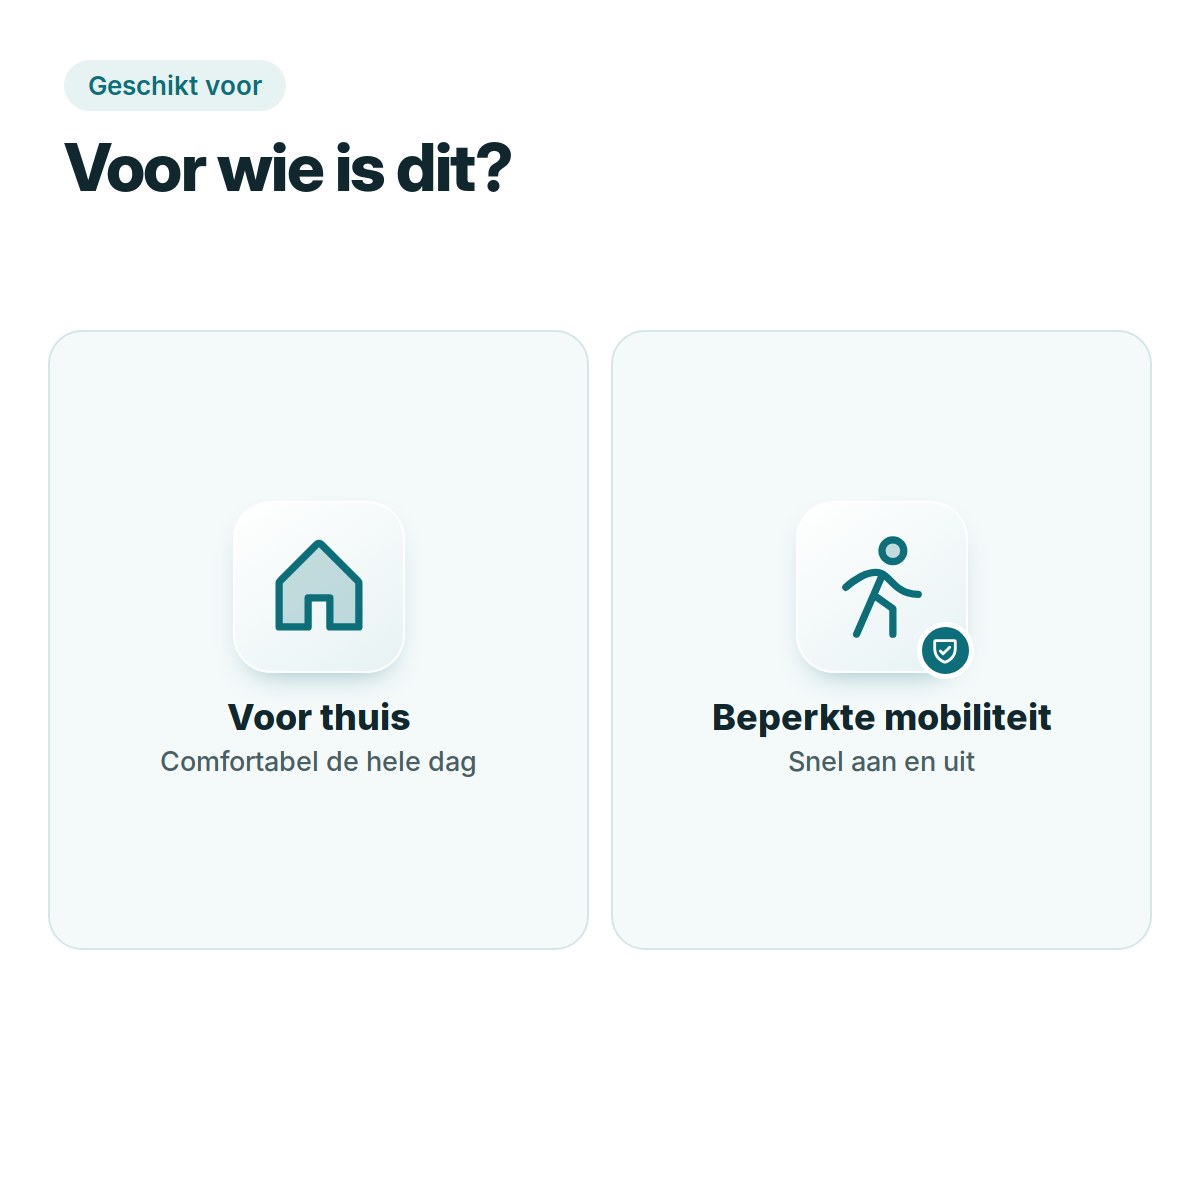 Geschikt voor
Voor wie is dit?
Voor thuis
Comfortabel de hele dag
Beperkte mobiliteit
Snel aan en uit